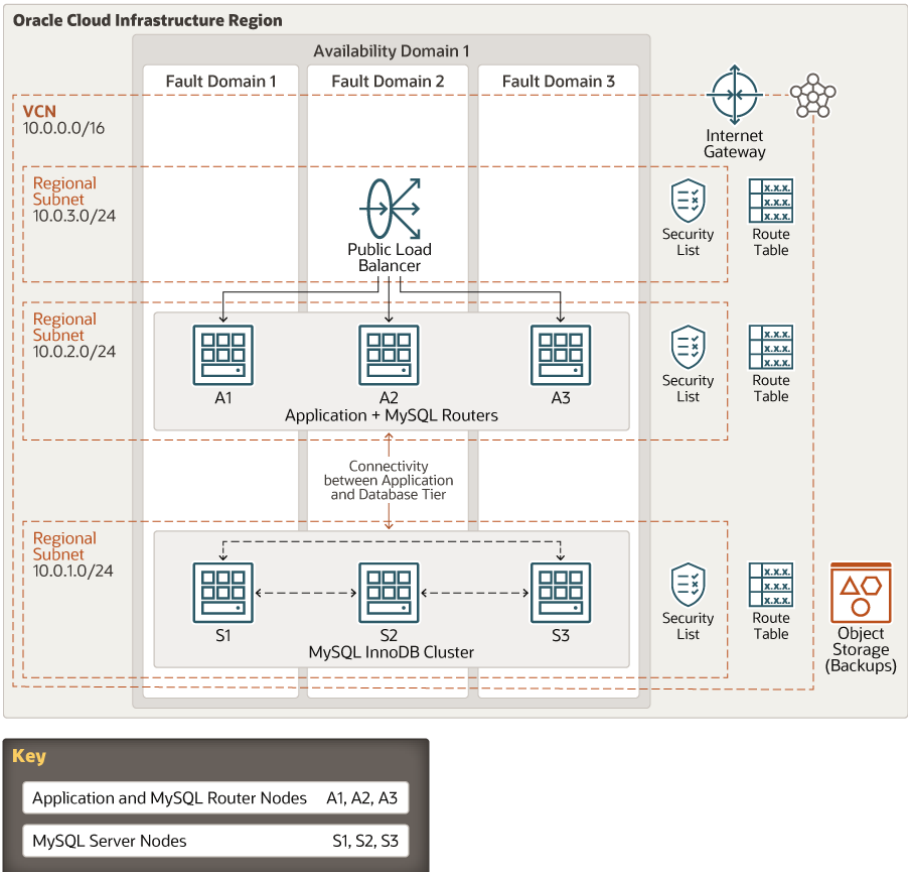 Oracle Cloud Infrastructure Region
Availability Domain 1
Fault Domain 1
Fault Domain 2
Fault Domain 3
VCN
10.0.0.0/16
Internet
Gateway
Regional
Subnet
10.0.3.0/24
Public Load
Balancer
Security
List
X.X.X.
X.X.X.
X.X.X.
Route
Table
Regional
Subnet
10.0.2.0/24
A1
A2
A3
Application + MySQL Routers
Security
List
X.X.X.
X.X.X.
X.X.X.
Route
Table
Connectivity
between Application
and Database Tier
Regional
Subnet
10.0.1.0/24
S1
S2
S3
MySQL InnoDB Cluster
Security
List
X.X.X.
X.X.X.
X.X.X.
Route
Table
Object
Storage
(Backups)
Key
Application and MySQL Router Nodes A1, A2, A3
MySQL Server Nodes S1, S2, S3